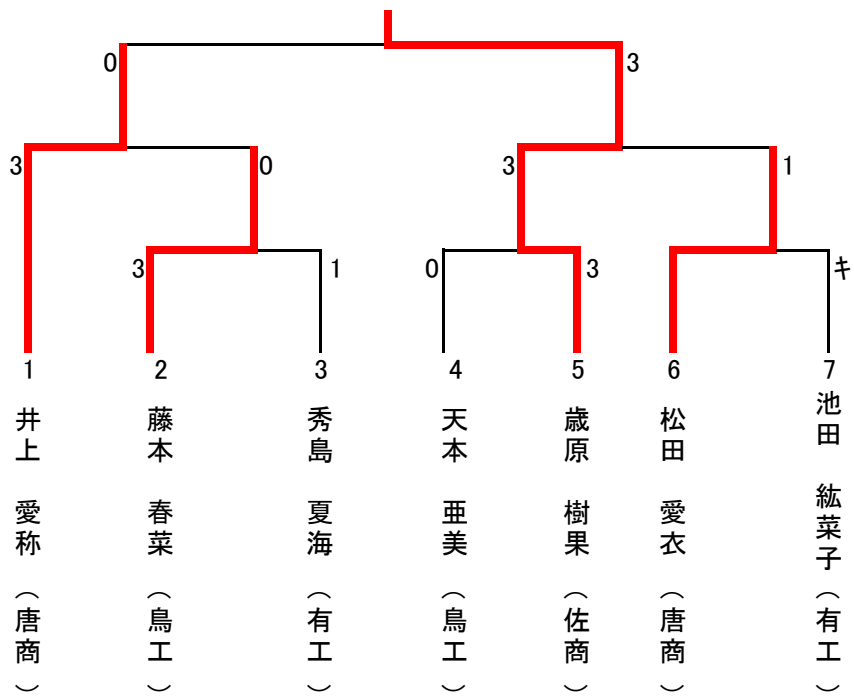 0
3
3
0
3
1
3
1
0
3
キ
1
2
3
4
5
6
7
井上 愛称 (唐商)
藤本 春菜 (鳥工)
秀島 夏海 (有工)
天本 亜美 (鳥工)
歳原 樹果 (佐商)
松田 愛衣 (唐商)
池田 紘菜子 (有工)